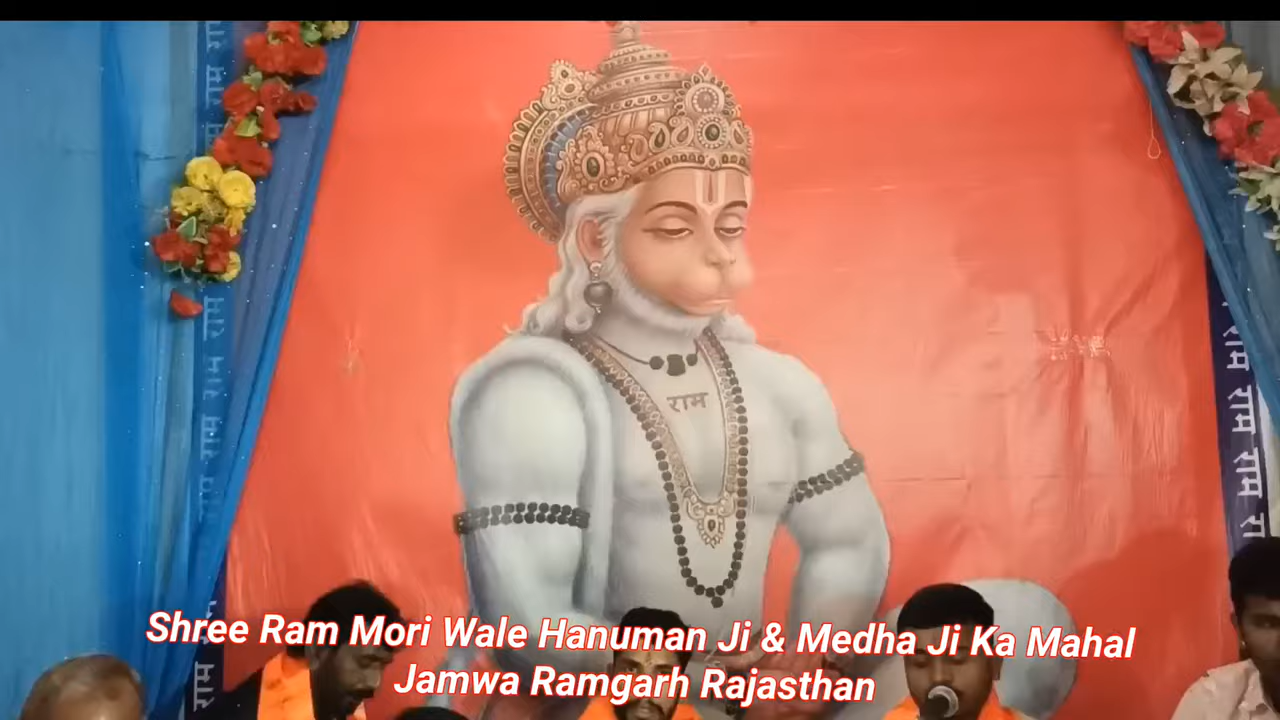 राम
राम राम राम रा
Shree Ram Mori Wale Hanuman Ji & Medha Ji Ka Mahal
Jamwa Ramgarh Rajasthan